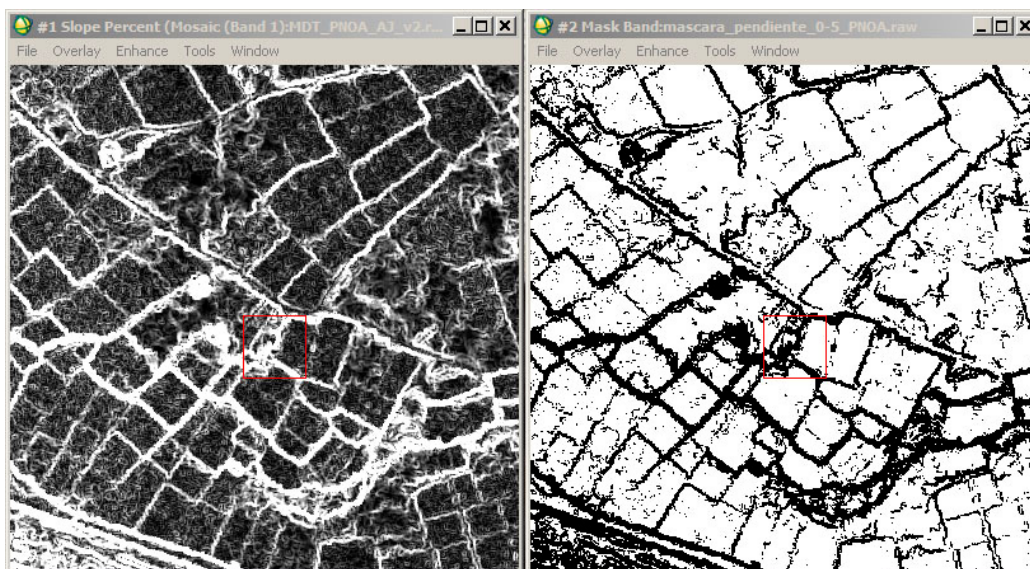 #1 Slope Percent (Mosaic (Band 1):MDT_PNOA_AJ_v2.r...
File Overlay Enhance Tools Window
#2 Mask Band:mascara_pendiente_0-5_PNOA.raw
File Overlay Enhance Tools Window